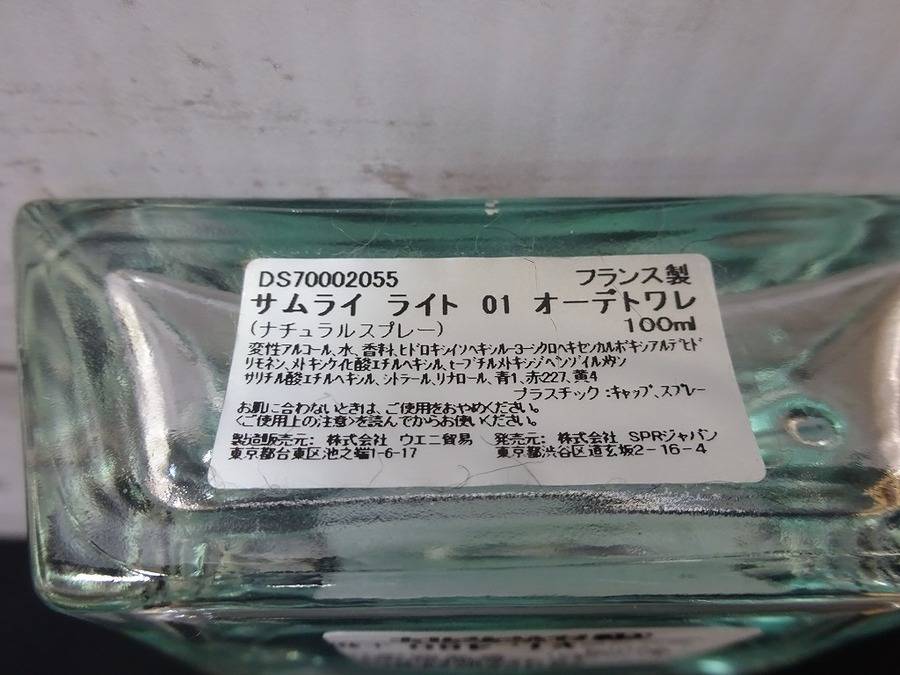 DS70002055 フランス製
サムライ ライト 01 オーデトワレ
(ナチュラルスプレー) 100ml
変性アルコール、水、香料、ヒドロキシイソヘキシル-3-シクロヘキセンカルボキシアルデヒド
リモネン、メトキシケイヒ酸エチルヘキシル、t-ブチルメトキシジベンゾイルメタン
サリチル酸エチルヘキシル、シトラール、リナロール、青1、赤227、黄4
プラスチック:キャップ、スプレー
お肌に合わないときは、ご使用をおやめください。
<ご使用上の注意>を読んでからお使いください。
製造販売元: 株式会社 ウエニ貿易 発売元: 株式会社 SPRジャパン
東京都台東区池之端1-6-17 東京都渋谷区道玄坂2-16-4